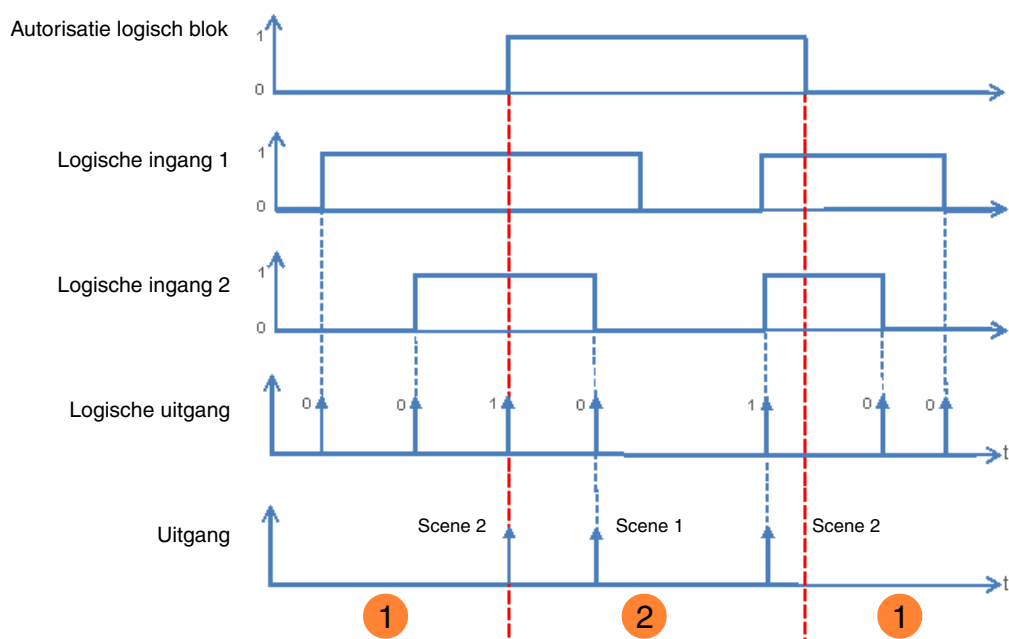 Autorisatie logisch blok
1
0
Logische ingang 1
1
0
Logische ingang 2
1
0
Logische uitgang
0
0
1
0
1
0
0
t
Uitgang
Scene 2
Scene 1
Scene 2
t
1
2
1